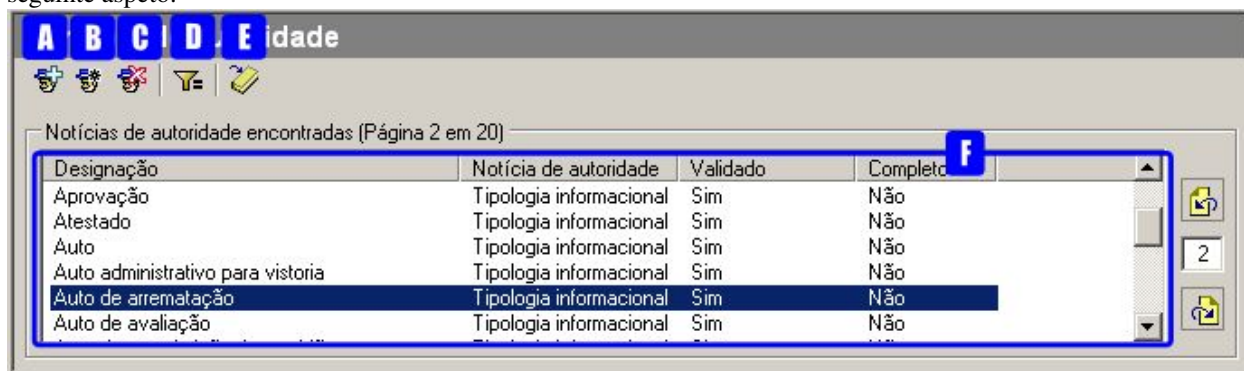 seguinte aspeto:
A B C D E idade
Notícias de autoridade encontradas (Página 2 em 20)
F
Designação Notícia de autoridade Validado Completo
Aprovação Tipologia informacional Sim Não
Atestado Tipologia informacional Sim Não
Auto Tipologia informacional Sim Não
2
Auto administrativo para vistoria Tipologia informacional Sim Não
Auto de arrematação Tipologia informacional Sim Não
Auto de avaliação Tipologia informacional Sim Não